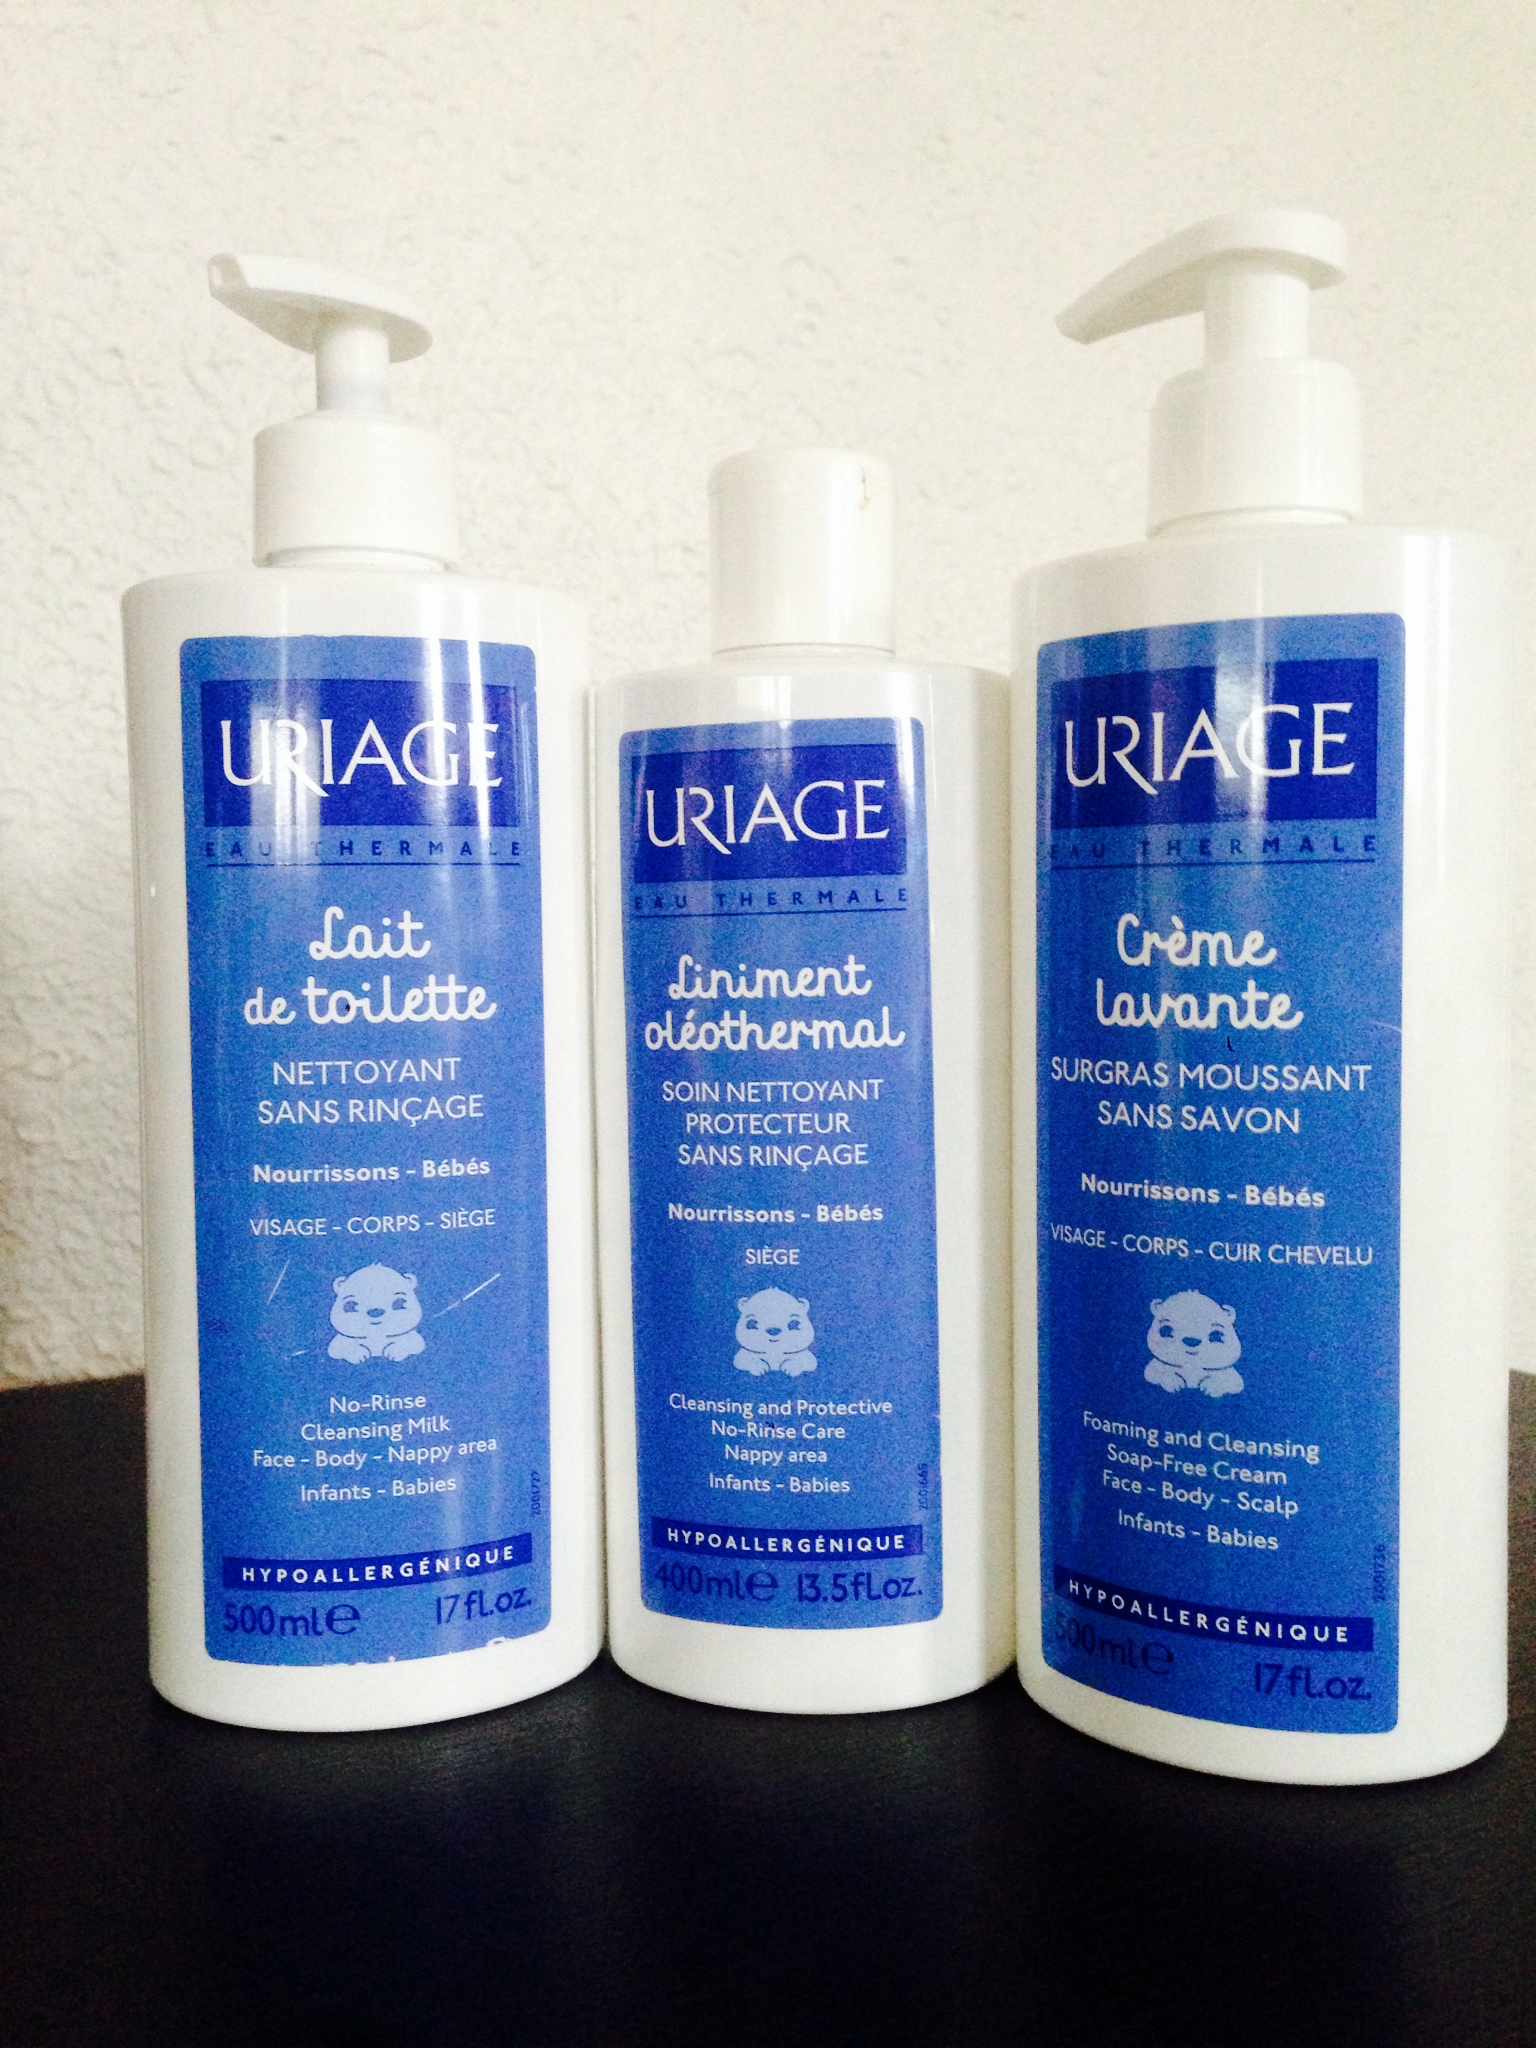 URIAGE
EAU THERMALE
Lait
de toilette
NETTOYANT
SANS RINÇAGE
Nourrissons - Bébés
VISAGE - CORPS - SIÈGE
No-Rinse
Cleansing Milk
Face - Body - Nappy area
Infants - Babies
HYPOALLERGÉNIQUE
500ml e 17 fl.oz.
URIAGE
EAU THERMALE
Liniment
oléothermal
SOIN NETTOYANT
PROTECTEUR
SANS RINÇAGE
Nourrissons - Bébés
SIÈGE
Cleansing and Protective
No-Rinse Care
Nappy area
Infants - Babies
HYPOALLERGÉNIQUE
400ml e 13.5 fl.oz.
URIAGE
EAU THERMALE
Crème
lavante
SURGRAS MOUSSANT
SANS SAVON
Nourrissons - Bébés
VISAGE - CORPS - CUIR CHEVELU
Foaming and Cleansing
Soap-Free Cream
Face - Body - Scalp
Infants - Babies
Z001736
HYPOALLERGÉNIQUE
500ml e 17 fl.oz.